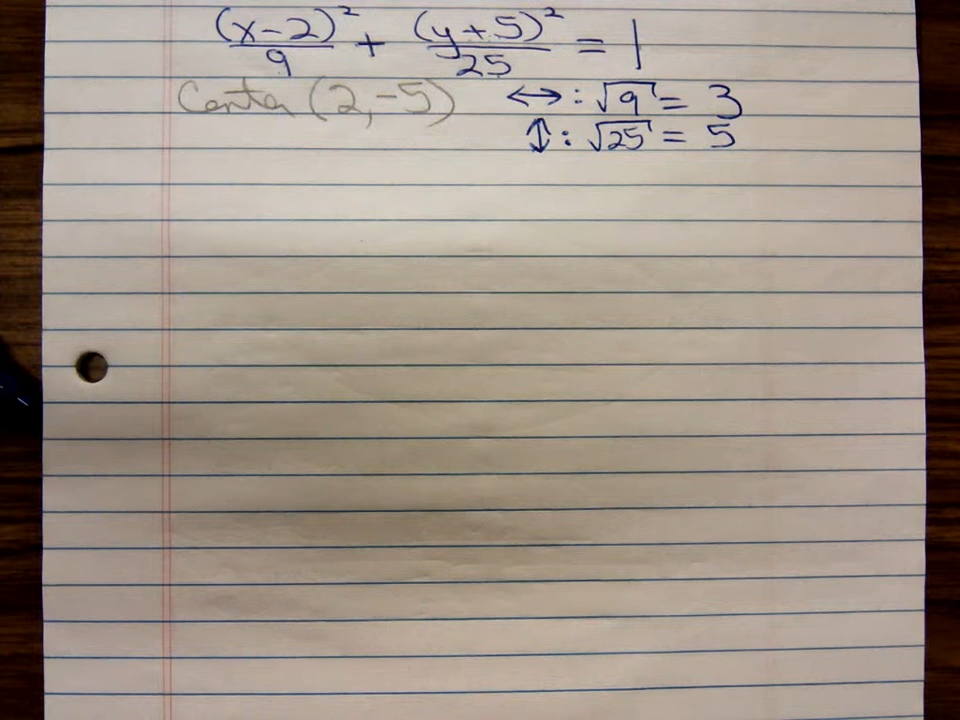 (x-2)²/9 + (y+5)²/25 = 1
Center (2,-5) ↔: √9 = 3
↕: √25 = 5